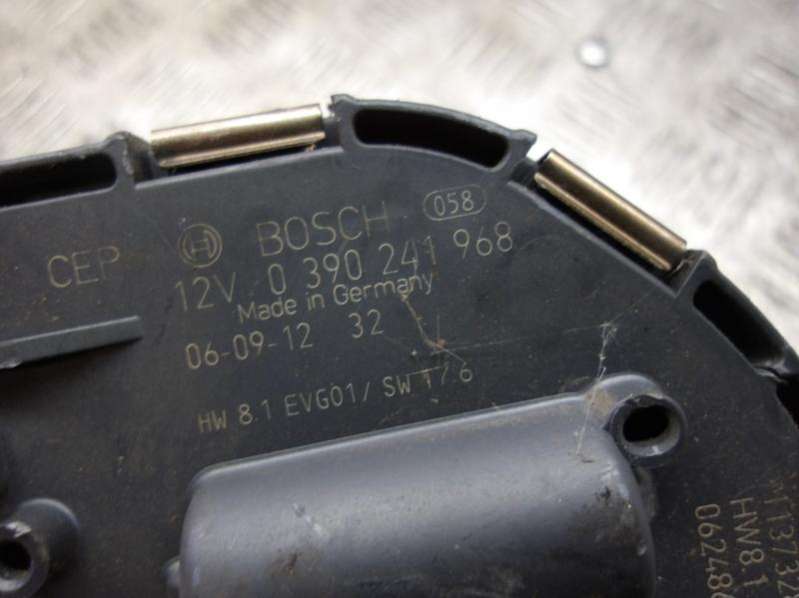 CEP BOSCH 058
12V 0 390 241 968
Made in Germany
06-09-12 32
HW 8.1 EVG01/ SW 1/ 6
HW8.1